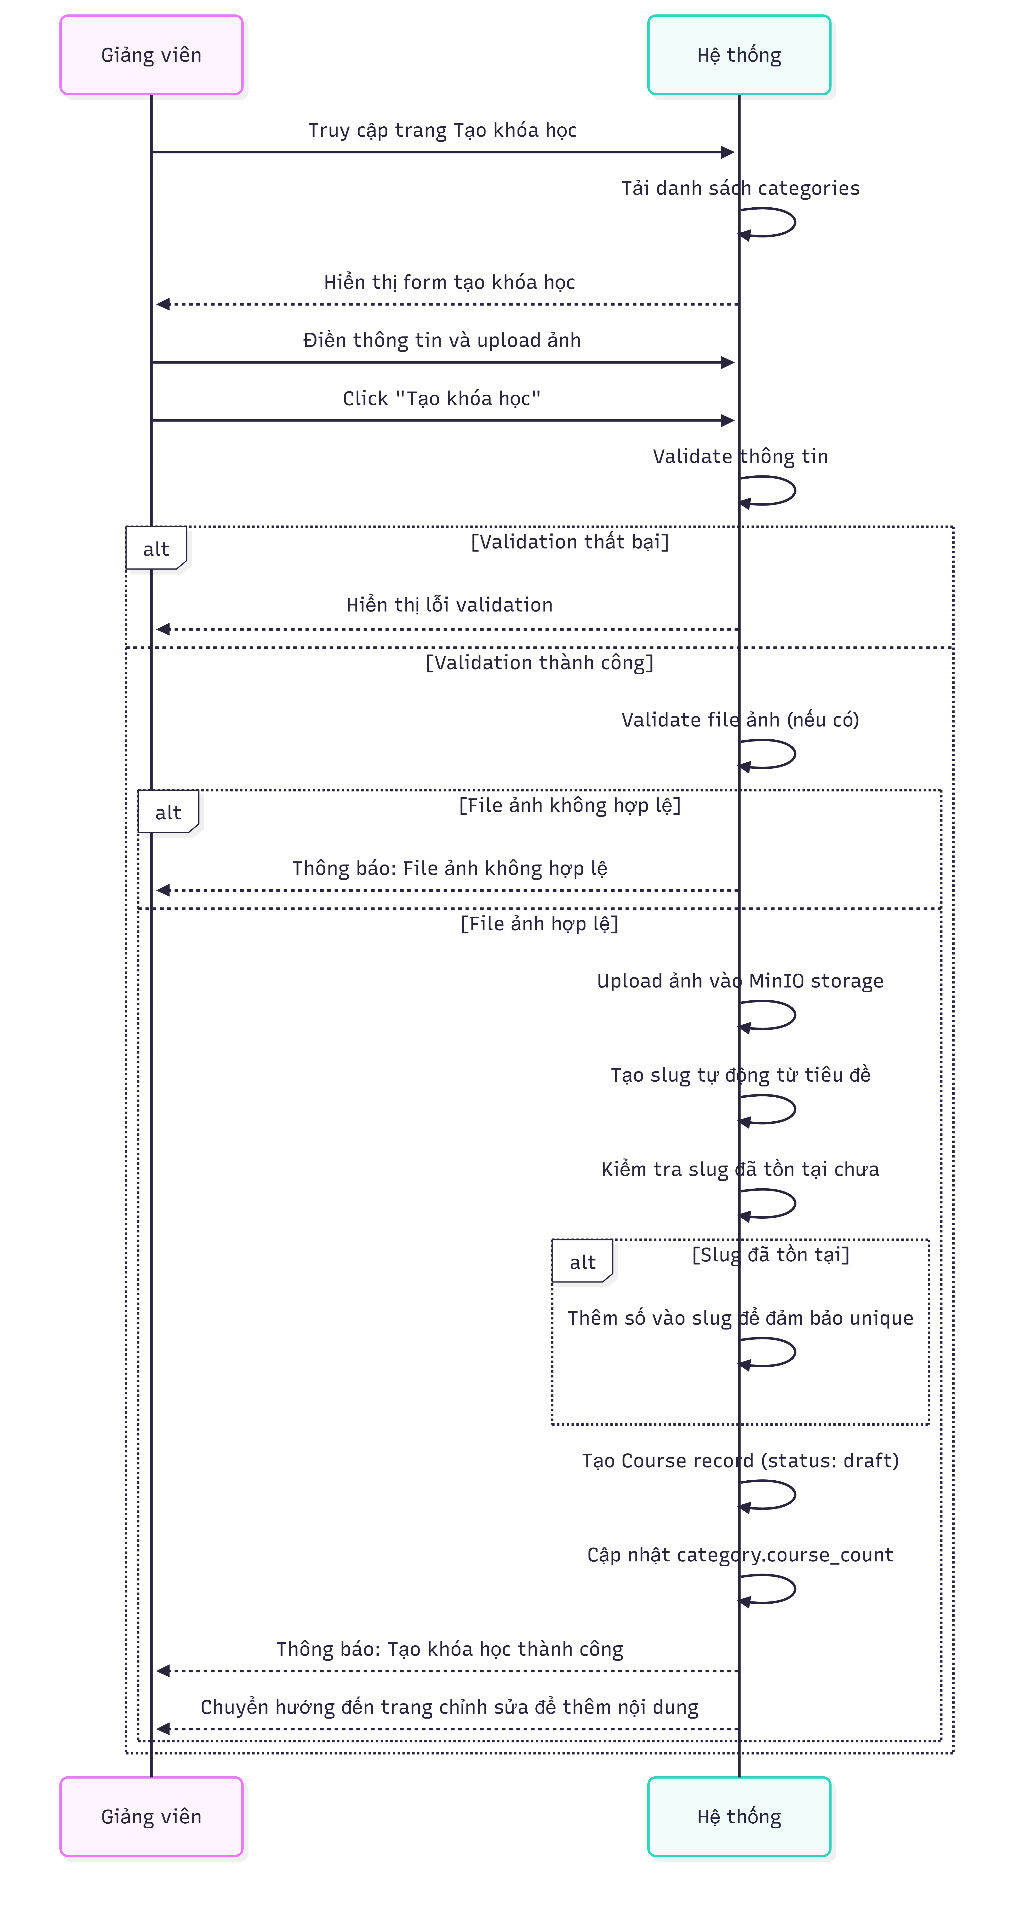 Giảng viên
Hệ thống
Truy cập trang Tạo khóa học
Tải danh sách categories
Hiển thị form tạo khóa học
Điền thông tin và upload ảnh
Click "Tạo khóa học"
Validate thông tin
alt
[Validation thất bại]
Hiển thị lỗi validation
[Validation thành công]
Validate file ảnh (nếu có)
alt
[File ảnh không hợp lệ]
Thông báo: File ảnh không hợp lệ
[File ảnh hợp lệ]
Upload ảnh vào MinIO storage
Tạo slug tự động từ tiêu đề
Kiểm tra slug đã tồn tại chưa
alt
[Slug đã tồn tại]
Thêm số vào slug để đảm bảo unique
Tạo Course record (status: draft)
Cập nhật category.course_count
Thông báo: Tạo khóa học thành công
Chuyển hướng đến trang chỉnh sửa để thêm nội dung
Giảng viên
Hệ thống